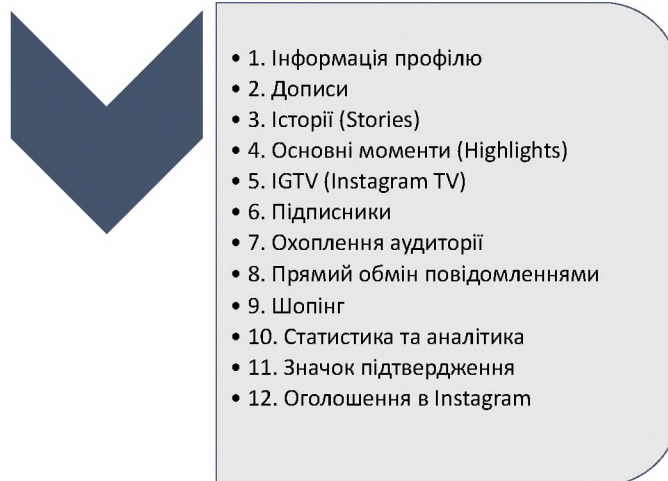 • 1. Інформація профілю
• 2. Дописи
• 3. Історії (Stories)
• 4. Основні моменти (Highlights)
• 5. IGTV (Instagram TV)
• 6. Підписники
• 7. Охоплення аудиторії
• 8. Прямий обмін повідомленнями
• 9. Шопінг
• 10. Статистика та аналітика
• 11. Значок підтвердження
• 12. Оголошення в Instagram